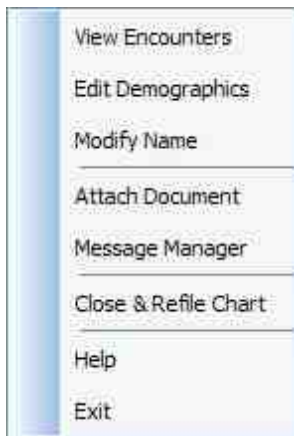 View Encounters
Edit Demographics
Modify Name
Attach Document
Message Manager
Close & Refile Chart
Help
Exit